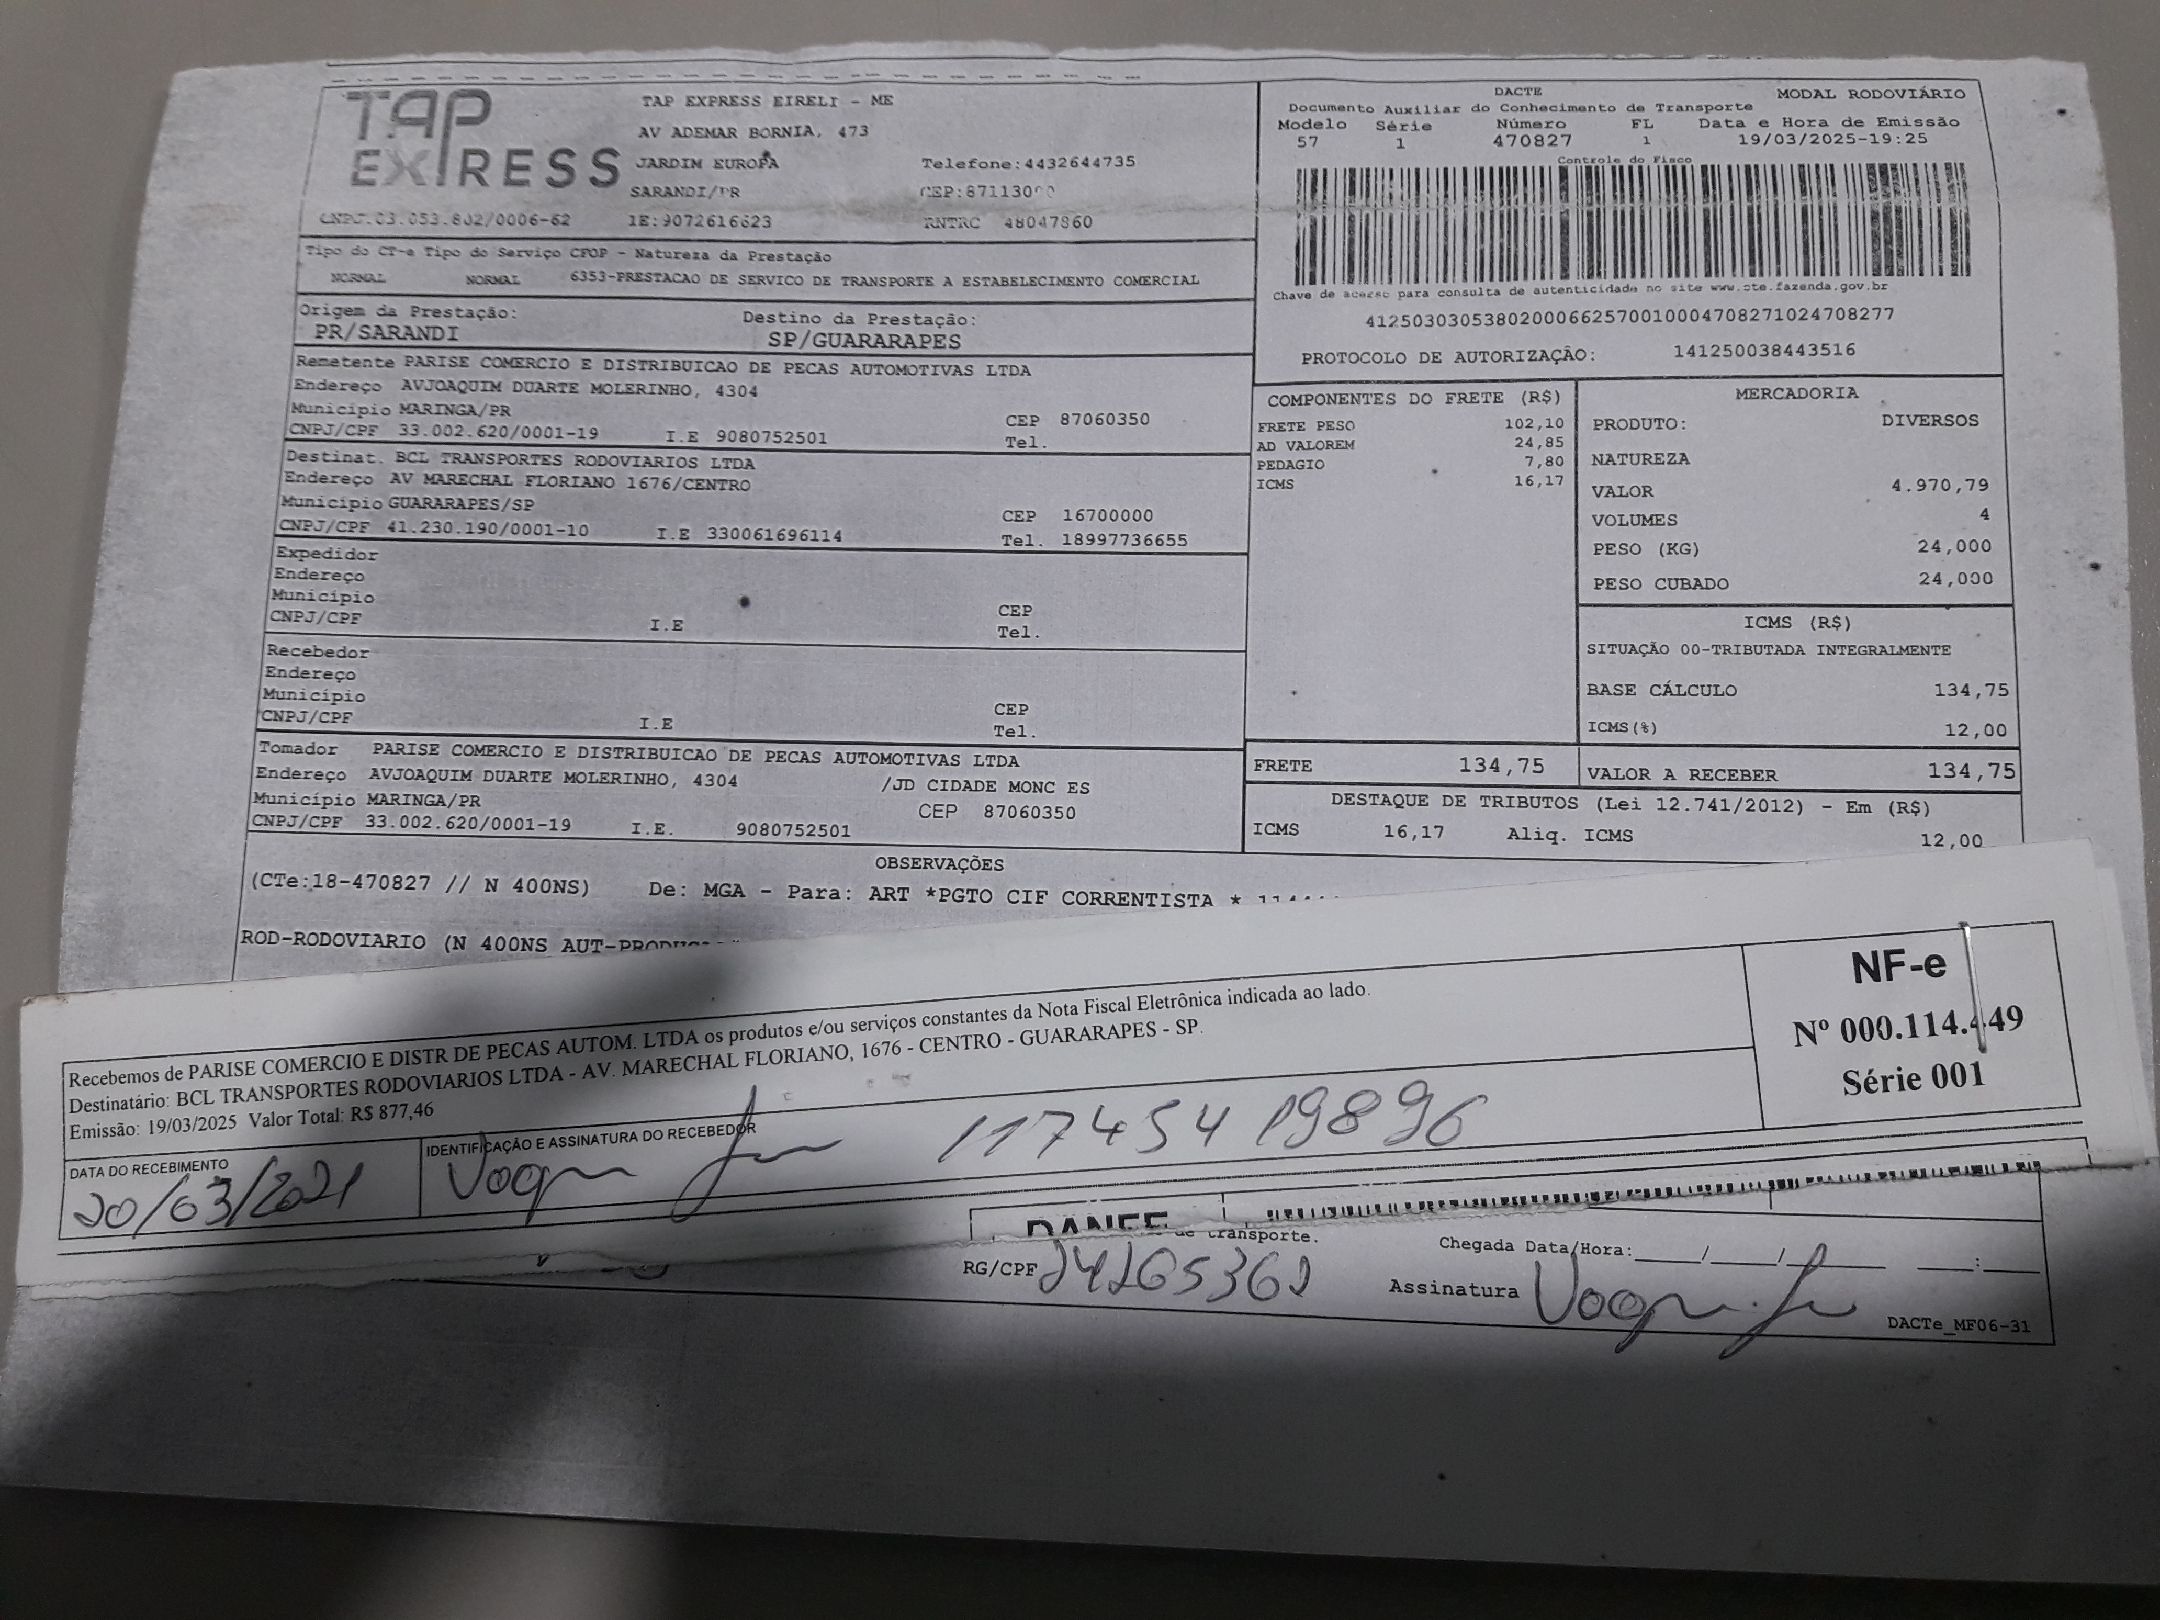 TAP EXPRESS
TAP EXPRESS EIRELI - ME
AV ADEMAR BORNIA, 473
JARDIM EUROPA Telefone:4432644735
SARANDI/PR
CNPJ.03.053.802/0006-62 IE:9072616623 RNTRC 48047860
DACTE MODAL RODOVIÁRIO
Documento Auxiliar do Conhecimento de Transporte
Modelo Série Número FL Data e Hora de Emissão
57 1 470827 1 19/03/2025-19:25
Controle do Fisco
Chave de acesso para consulta de autenticidade no site www.cte.fazenda.gov.br
41250303053802000662570010004708271024708277
PROTOCOLO DE AUTORIZAÇÃO: 141250038443516
Tipo do CT-e Tipo do Serviço CFOP - Natureza da Prestação
NORMAL NORMAL 6353-PRESTACAO DE SERVICO DE TRANSPORTE A ESTABELECIMENTO COMERCIAL
Origem da Prestação: Destino da Prestação:
PR/SARANDI SP/GUARARAPES
Remetente PARISE COMERCIO E DISTRIBUICAO DE PECAS AUTOMOTIVAS LTDA
Endereço AVJOAQUIM DUARTE MOLERINHO, 4304
Município MARINGA/PR CEP 87060350
CNPJ/CPF 33.002.620/0001-19 I.E 9080752501 Tel.
Destinat. BCL TRANSPORTES RODOVIARIOS LTDA
Endereço AV MARECHAL FLORIANO 1676/CENTRO
Município GUARARAPES/SP CEP 16700000
CNPJ/CPF 41.230.190/0001-10 I.E 330061696114 Tel. 18997736655
Expedidor
Endereço
Município CEP
CNPJ/CPF I.E Tel.
Recebedor
Endereço
Município CEP
CNPJ/CPF I.E Tel.
Tomador PARISE COMERCIO E DISTRIBUICAO DE PECAS AUTOMOTIVAS LTDA
Endereço AVJOAQUIM DUARTE MOLERINHO, 4304 /JD CIDADE MONC ES
Município MARINGA/PR CEP 87060350
CNPJ/CPF 33.002.620/0001-19 I.E. 9080752501
COMPONENTES DO FRETE (R$)
FRETE PESO 102,10
AD VALOREM 24,85
PEDAGIO 7,80
ICMS 16,17
MERCADORIA
PRODUTO: DIVERSOS
NATUREZA
VALOR 4.970,79
VOLUMES 4
PESO (KG) 24,000
PESO CUBADO 24,000
ICMS (R$)
SITUAÇÃO 00-TRIBUTADA INTEGRALMENTE
BASE CÁLCULO 134,75
ICMS(%) 12,00
FRETE 134,75 VALOR A RECEBER 134,75
DESTAQUE DE TRIBUTOS (Lei 12.741/2012) - Em (R$)
ICMS 16,17 Aliq. ICMS 12,00
OBSERVAÇÕES
(CTe:18-470827 // N 400NS) De: MGA - Para: ART *PGTO CIF CORRENTISTA *
ROD-RODOVIARIO (N 400NS
Recebemos de PARISE COMERCIO E DISTR DE PECAS AUTOM. LTDA os produtos e/ou serviços constantes da Nota Fiscal Eletrônica indicada ao lado.
Destinatário: BCL TRANSPORTES RODOVIARIOS LTDA - AV. MARECHAL FLORIANO, 1676 - CENTRO - GUARARAPES - SP.
Emissão: 19/03/2025 Valor Total: R$ 877,46
NF-e
Nº 000.114.449
Série 001
DATA DO RECEBIMENTO
20/03/2021
IDENTIFICAÇÃO E ASSINATURA DO RECEBEDOR
11745419896
DANFE
transporte.
Chegada Data/Hora:____/____/____ ___:___
RG/CPF 24265362 Assinatura
DACTe_MF06-31